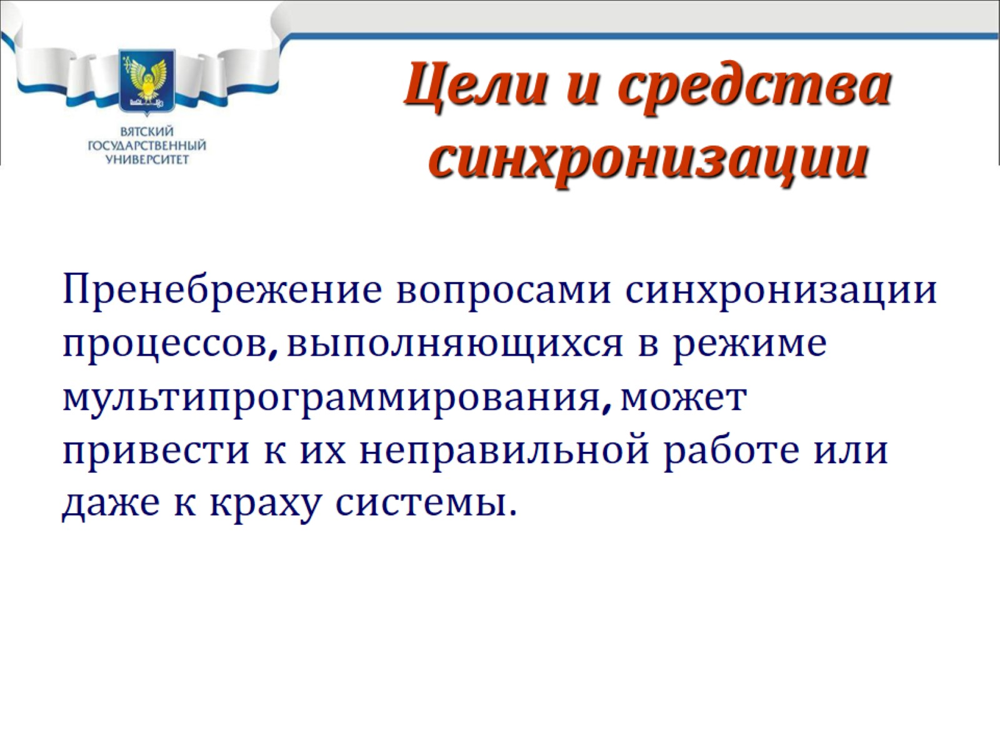 ВЯТСКИЙ
ГОСУДАРСТВЕННЫЙ
УНИВЕРСИТЕТ
Цели и средства
синхронизации
Пренебрежение вопросами синхронизации
процессов, выполняющихся в режиме
мультипрограммирования, может
привести к их неправильной работе или
даже к краху системы.